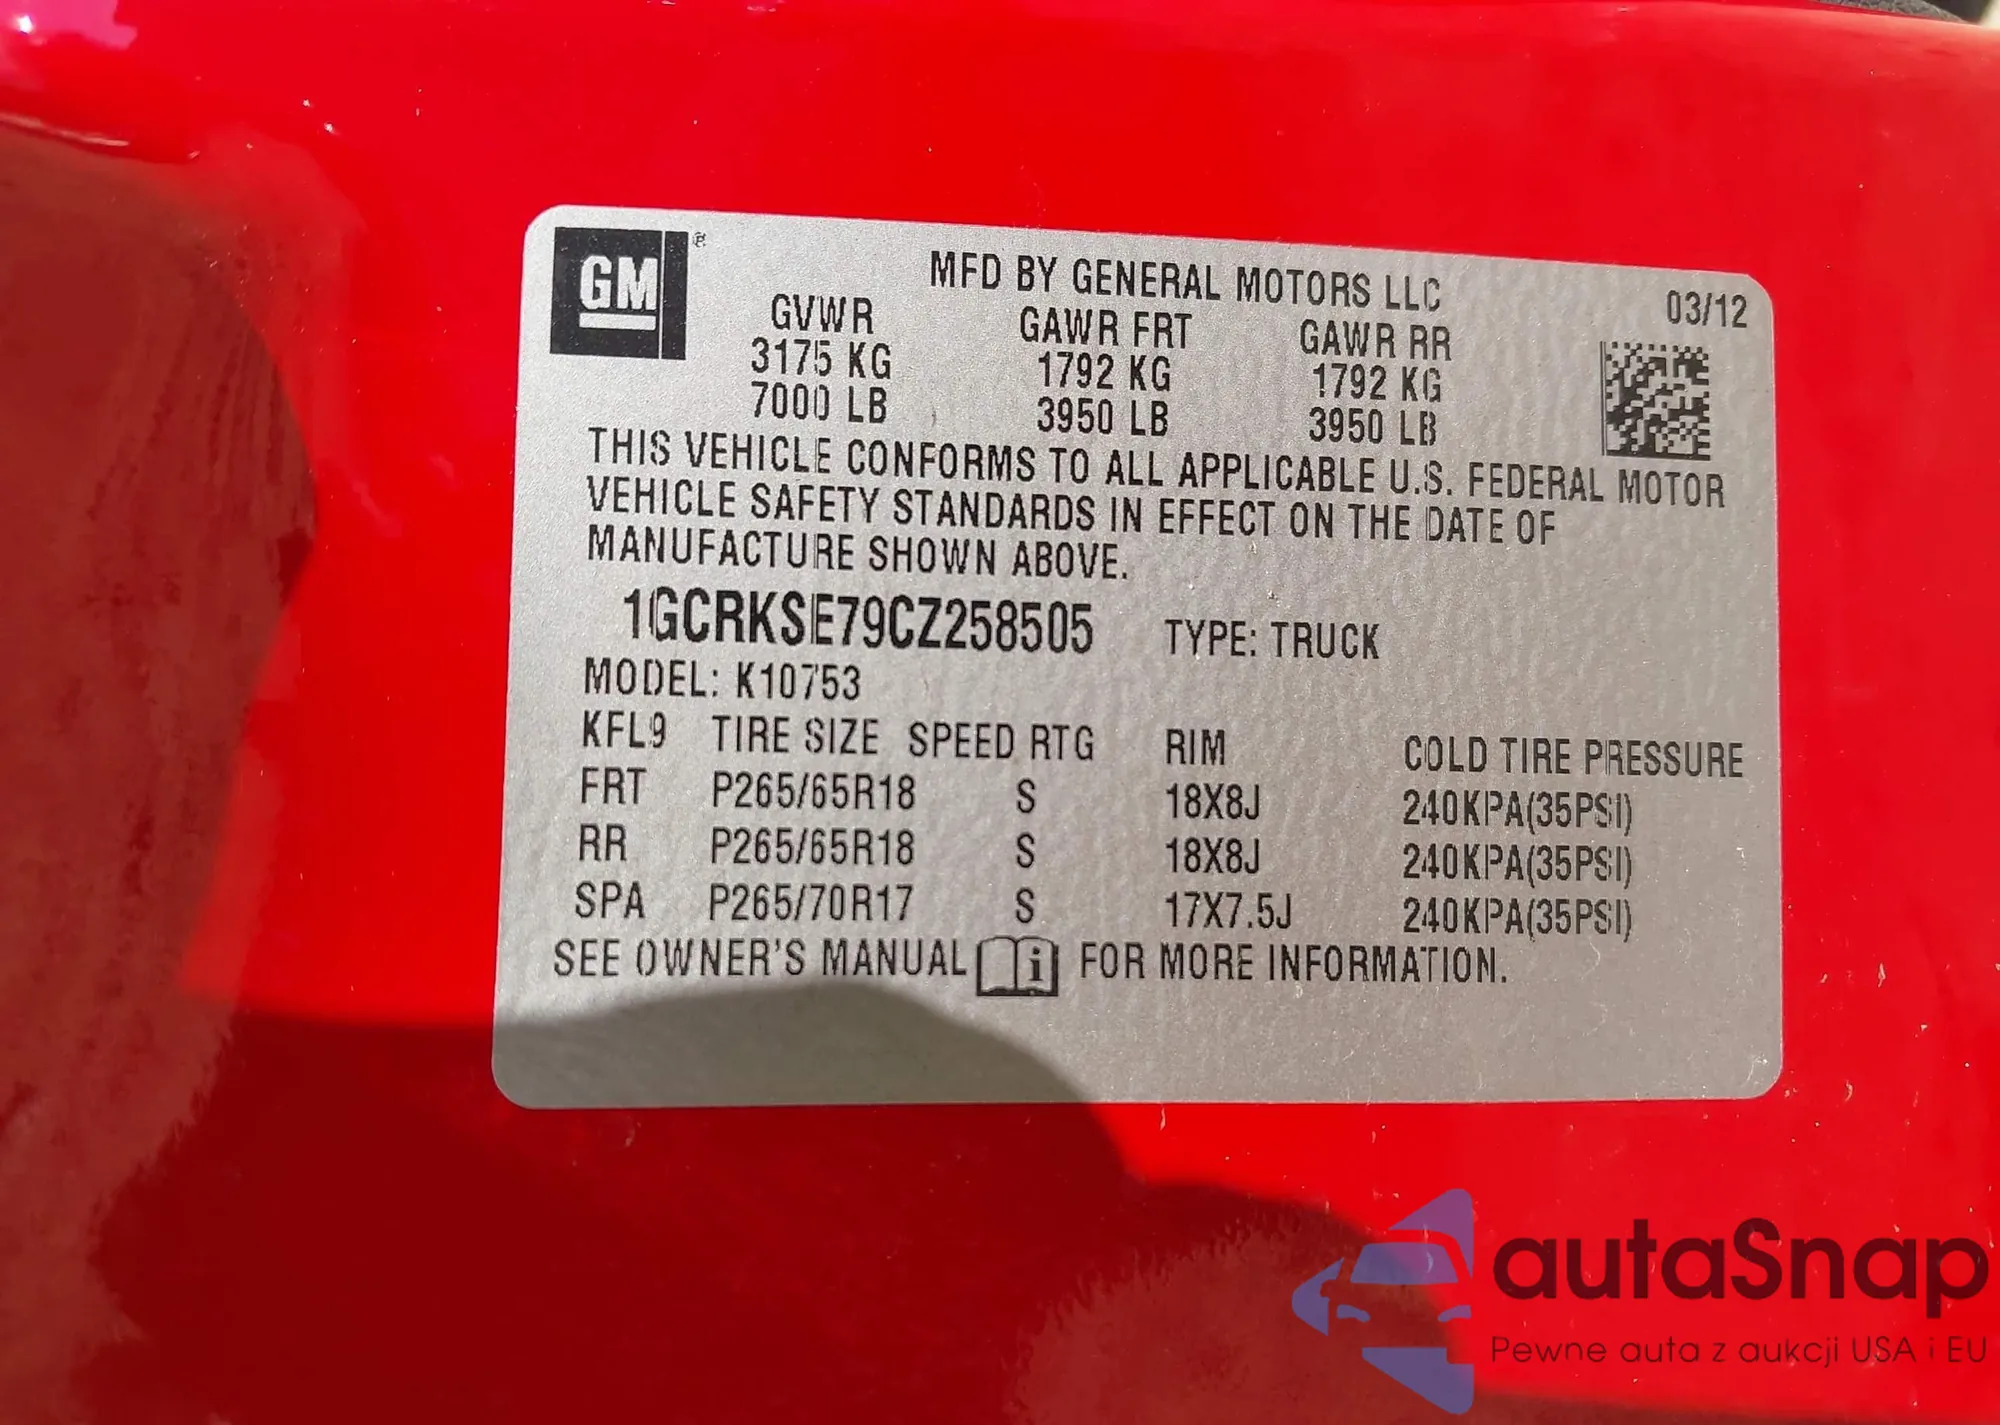 GM ®
MFD BY GENERAL MOTORS LLC 03/12
GVWR GAWR FRT GAWR RR
3175 KG 1792 KG 1792 KG
7000 LB 3950 LB 3950 LB
THIS VEHICLE CONFORMS TO ALL APPLICABLE U.S. FEDERAL MOTOR
VEHICLE SAFETY STANDARDS IN EFFECT ON THE DATE OF
MANUFACTURE SHOWN ABOVE.
1GCRKSE79CZ258505 TYPE: TRUCK
MODEL: K10753
KFL9 TIRE SIZE SPEED RTG RIM COLD TIRE PRESSURE
FRT P265/65R18 S 18X8J 240KPA(35PSI)
RR P265/65R18 S 18X8J 240KPA(35PSI)
SPA P265/70R17 S 17X7.5J 240KPA(35PSI)
SEE OWNER'S MANUAL i FOR MORE INFORMATION.
autaSnap
Pewne auta z aukcji USA i EU